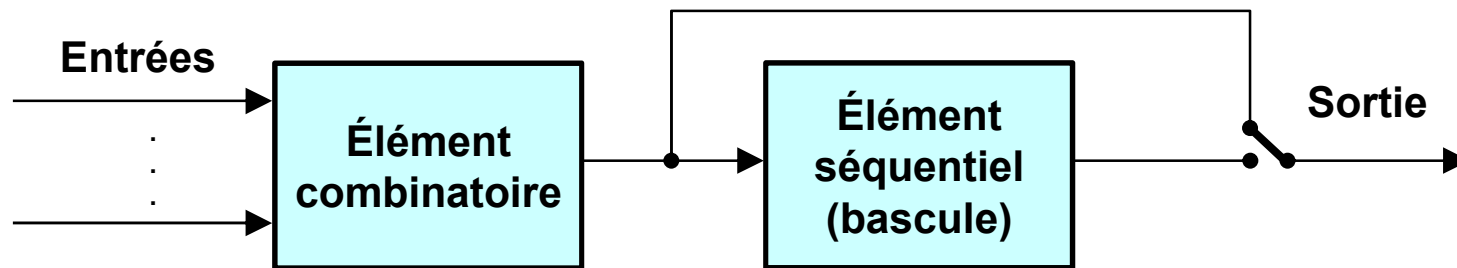 Entrées
Élément
combinatoire
Élément
séquentiel
(bascule)
Sortie